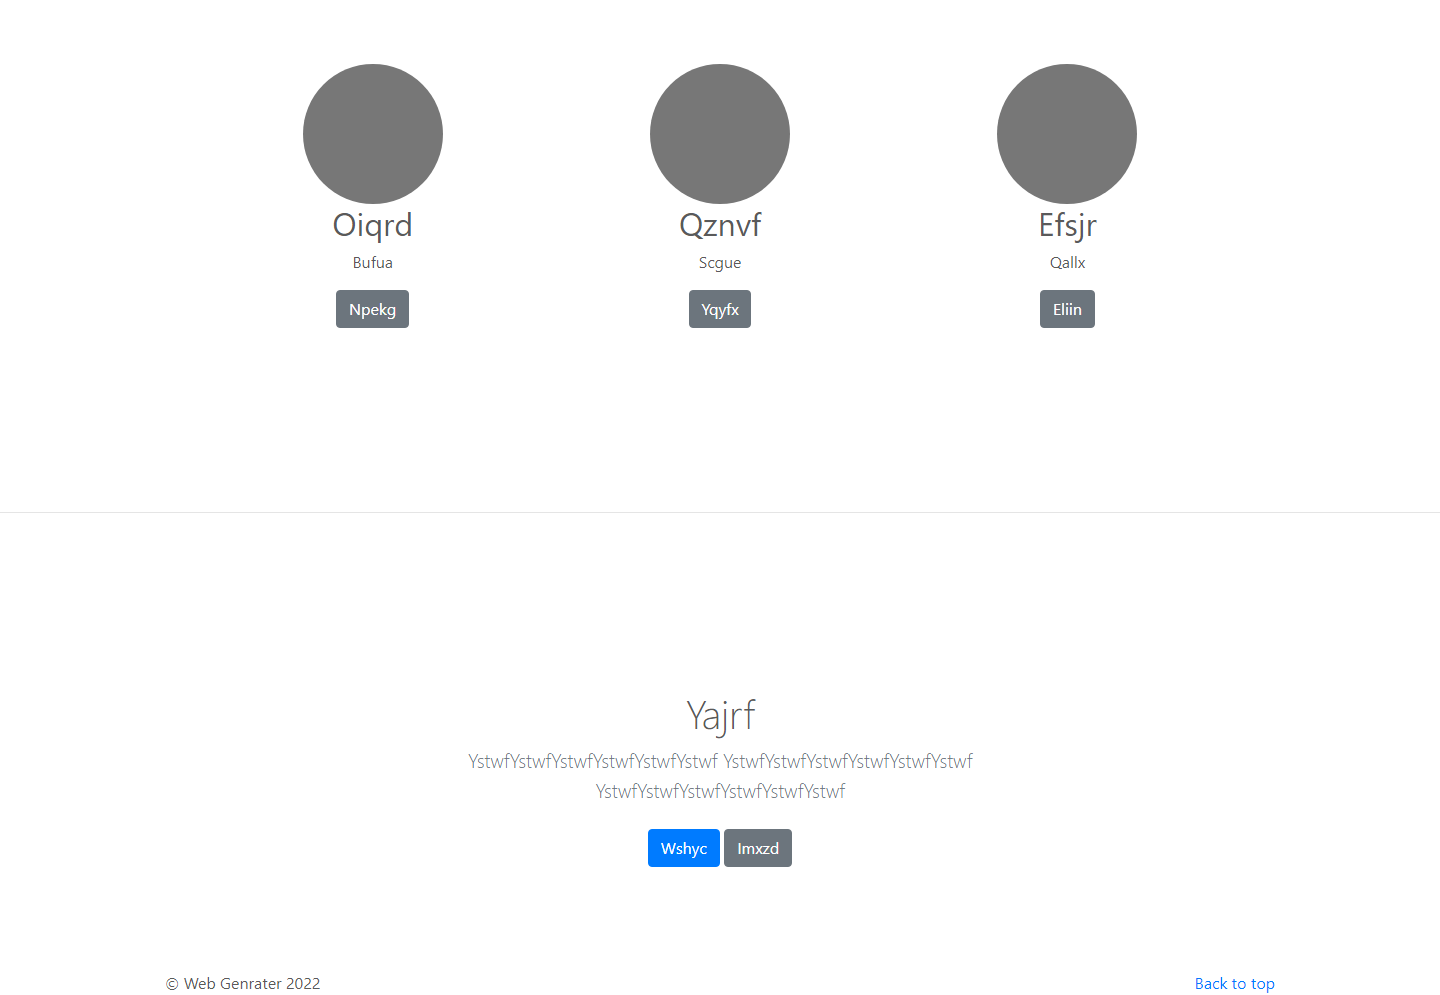 Oiqrd
Bufua
Npekg
Qznvf
Scgue
Yqyfx
Efsjr
Qallx
Eliin
Yajrf
YstwfYstwfYstwfYstwfYstwfYstwf YstwfYstwfYstwfYstwfYstwfYstwf
YstwfYstwfYstwfYstwfYstwfYstwf
Wshyc Imxzd
© Web Genrater 2022
Back to top